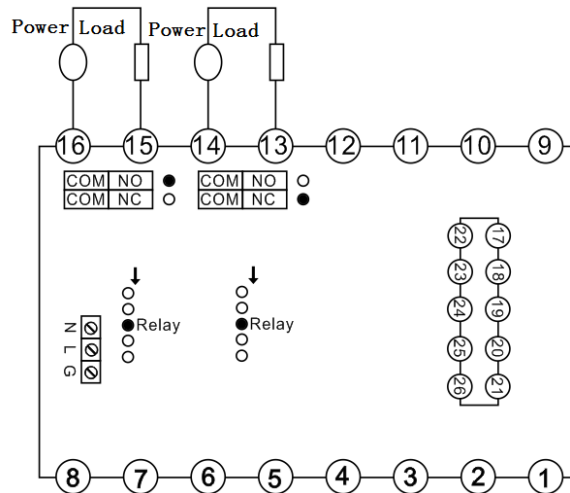 Power Load Power Load
16 15 14 13 12 11 10 9
COM NO COM NO
COM NC COM NC
22 17
23 18
24 19
25 20
26 21
Relay Relay
N
L
G
8 7 6 5 4 3 2 1